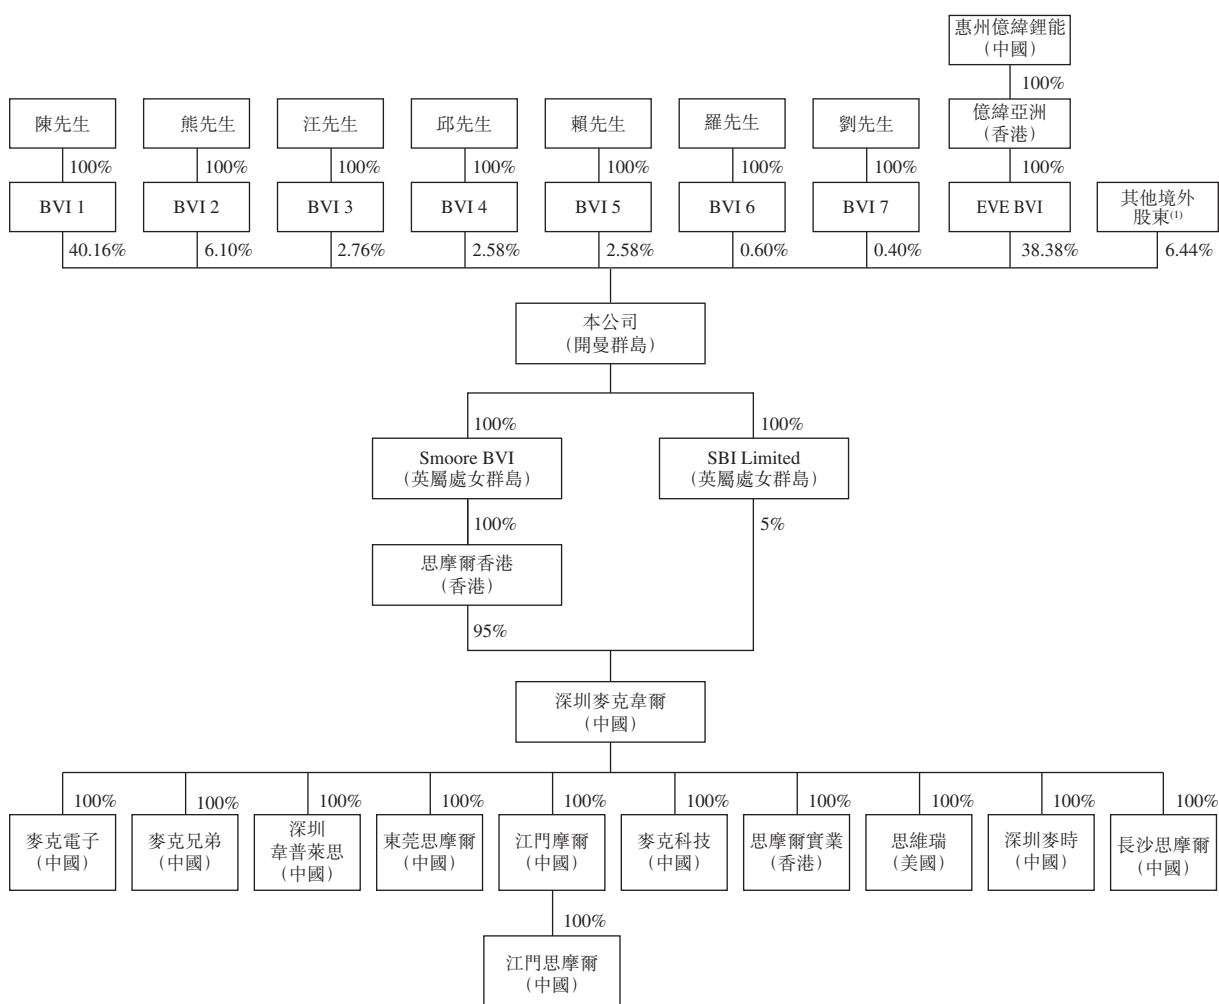 惠州億緯鋰能
(中國)
100%
陳先生
熊先生
汪先生
邱先生
賴先生
羅先生
劉先生
億緯亞洲
(香港)
100%
100%
100%
100%
100%
100%
100%
100%
BVI 1
BVI 2
BVI 3
BVI 4
BVI 5
BVI 6
BVI 7
EVE BVI
其他境外
股東(1)
40.16%
6.10%
2.76%
2.58%
2.58%
0.60%
0.40%
38.38%
6.44%
本公司
(開曼群島)
100%
100%
Smoore BVI
(英屬處女群島)
SBI Limited
(英屬處女群島)
100%
5%
思摩爾香港
(香港)
95%
深圳麥克韋爾
(中國)
100%
100%
100%
100%
100%
100%
100%
100%
100%
100%
麥克電子
(中國)
麥克兄弟
(中國)
深圳
韋普萊思
(中國)
東莞思摩爾
(中國)
江門摩爾
(中國)
麥克科技
(中國)
思摩爾實業
(香港)
思維瑞
(美國)
深圳麥時
(中國)
長沙思摩爾
(中國)
100%
江門思摩爾
(中國)